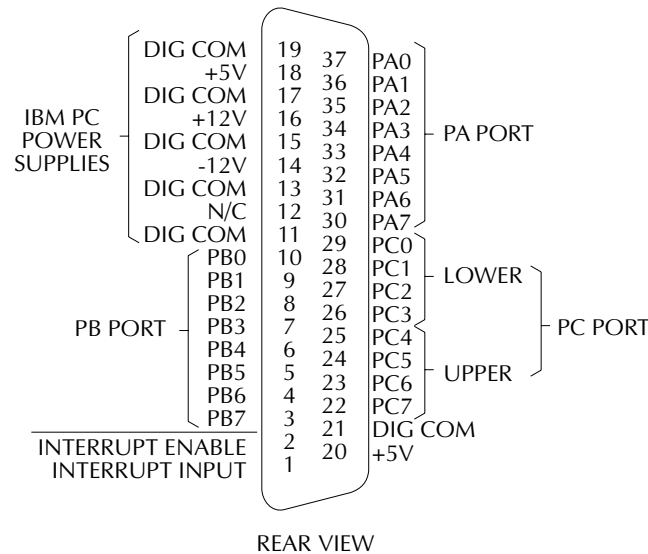 DIG COM 19 37 PA0
+5V 18 36 PA1
DIG COM 17 35 PA2
+12V 16 34 PA3
DIG COM 15 33 PA4
-12V 14 32 PA5
DIG COM 13 31 PA6
N/C 12 30 PA7
DIG COM 11 29 PC0
PB0 10 28 PC1
PB1 9 27 PC2
PB2 8 26 PC3
PB3 7 25 PC4
PB4 6 24 PC5
PB5 5 23 PC6
PB6 4 22 PC7
PB7 3 21 DIG COM
INTERRUPT ENABLE 2 20 +5V
INTERRUPT INPUT 1
IBM PC
POWER
SUPPLIES
PB PORT
PA PORT
LOWER
UPPER
PC PORT
REAR VIEW